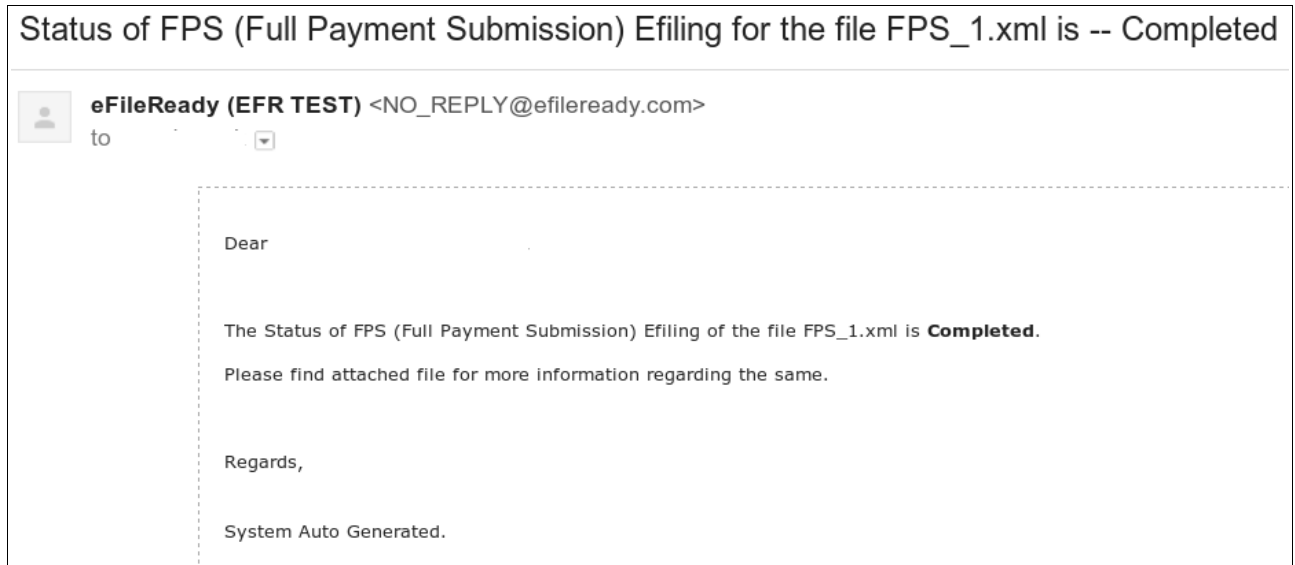 Status of FPS (Full Payment Submission) Efiling for the file FPS_1.xml is -- Completed
eFileReady (EFR TEST) <NO_REPLY@efileready.com>
to
Dear
The Status of FPS (Full Payment Submission) Efiling of the file FPS_1.xml is Completed.
Please find attached file for more information regarding the same.
Regards,
System Auto Generated.